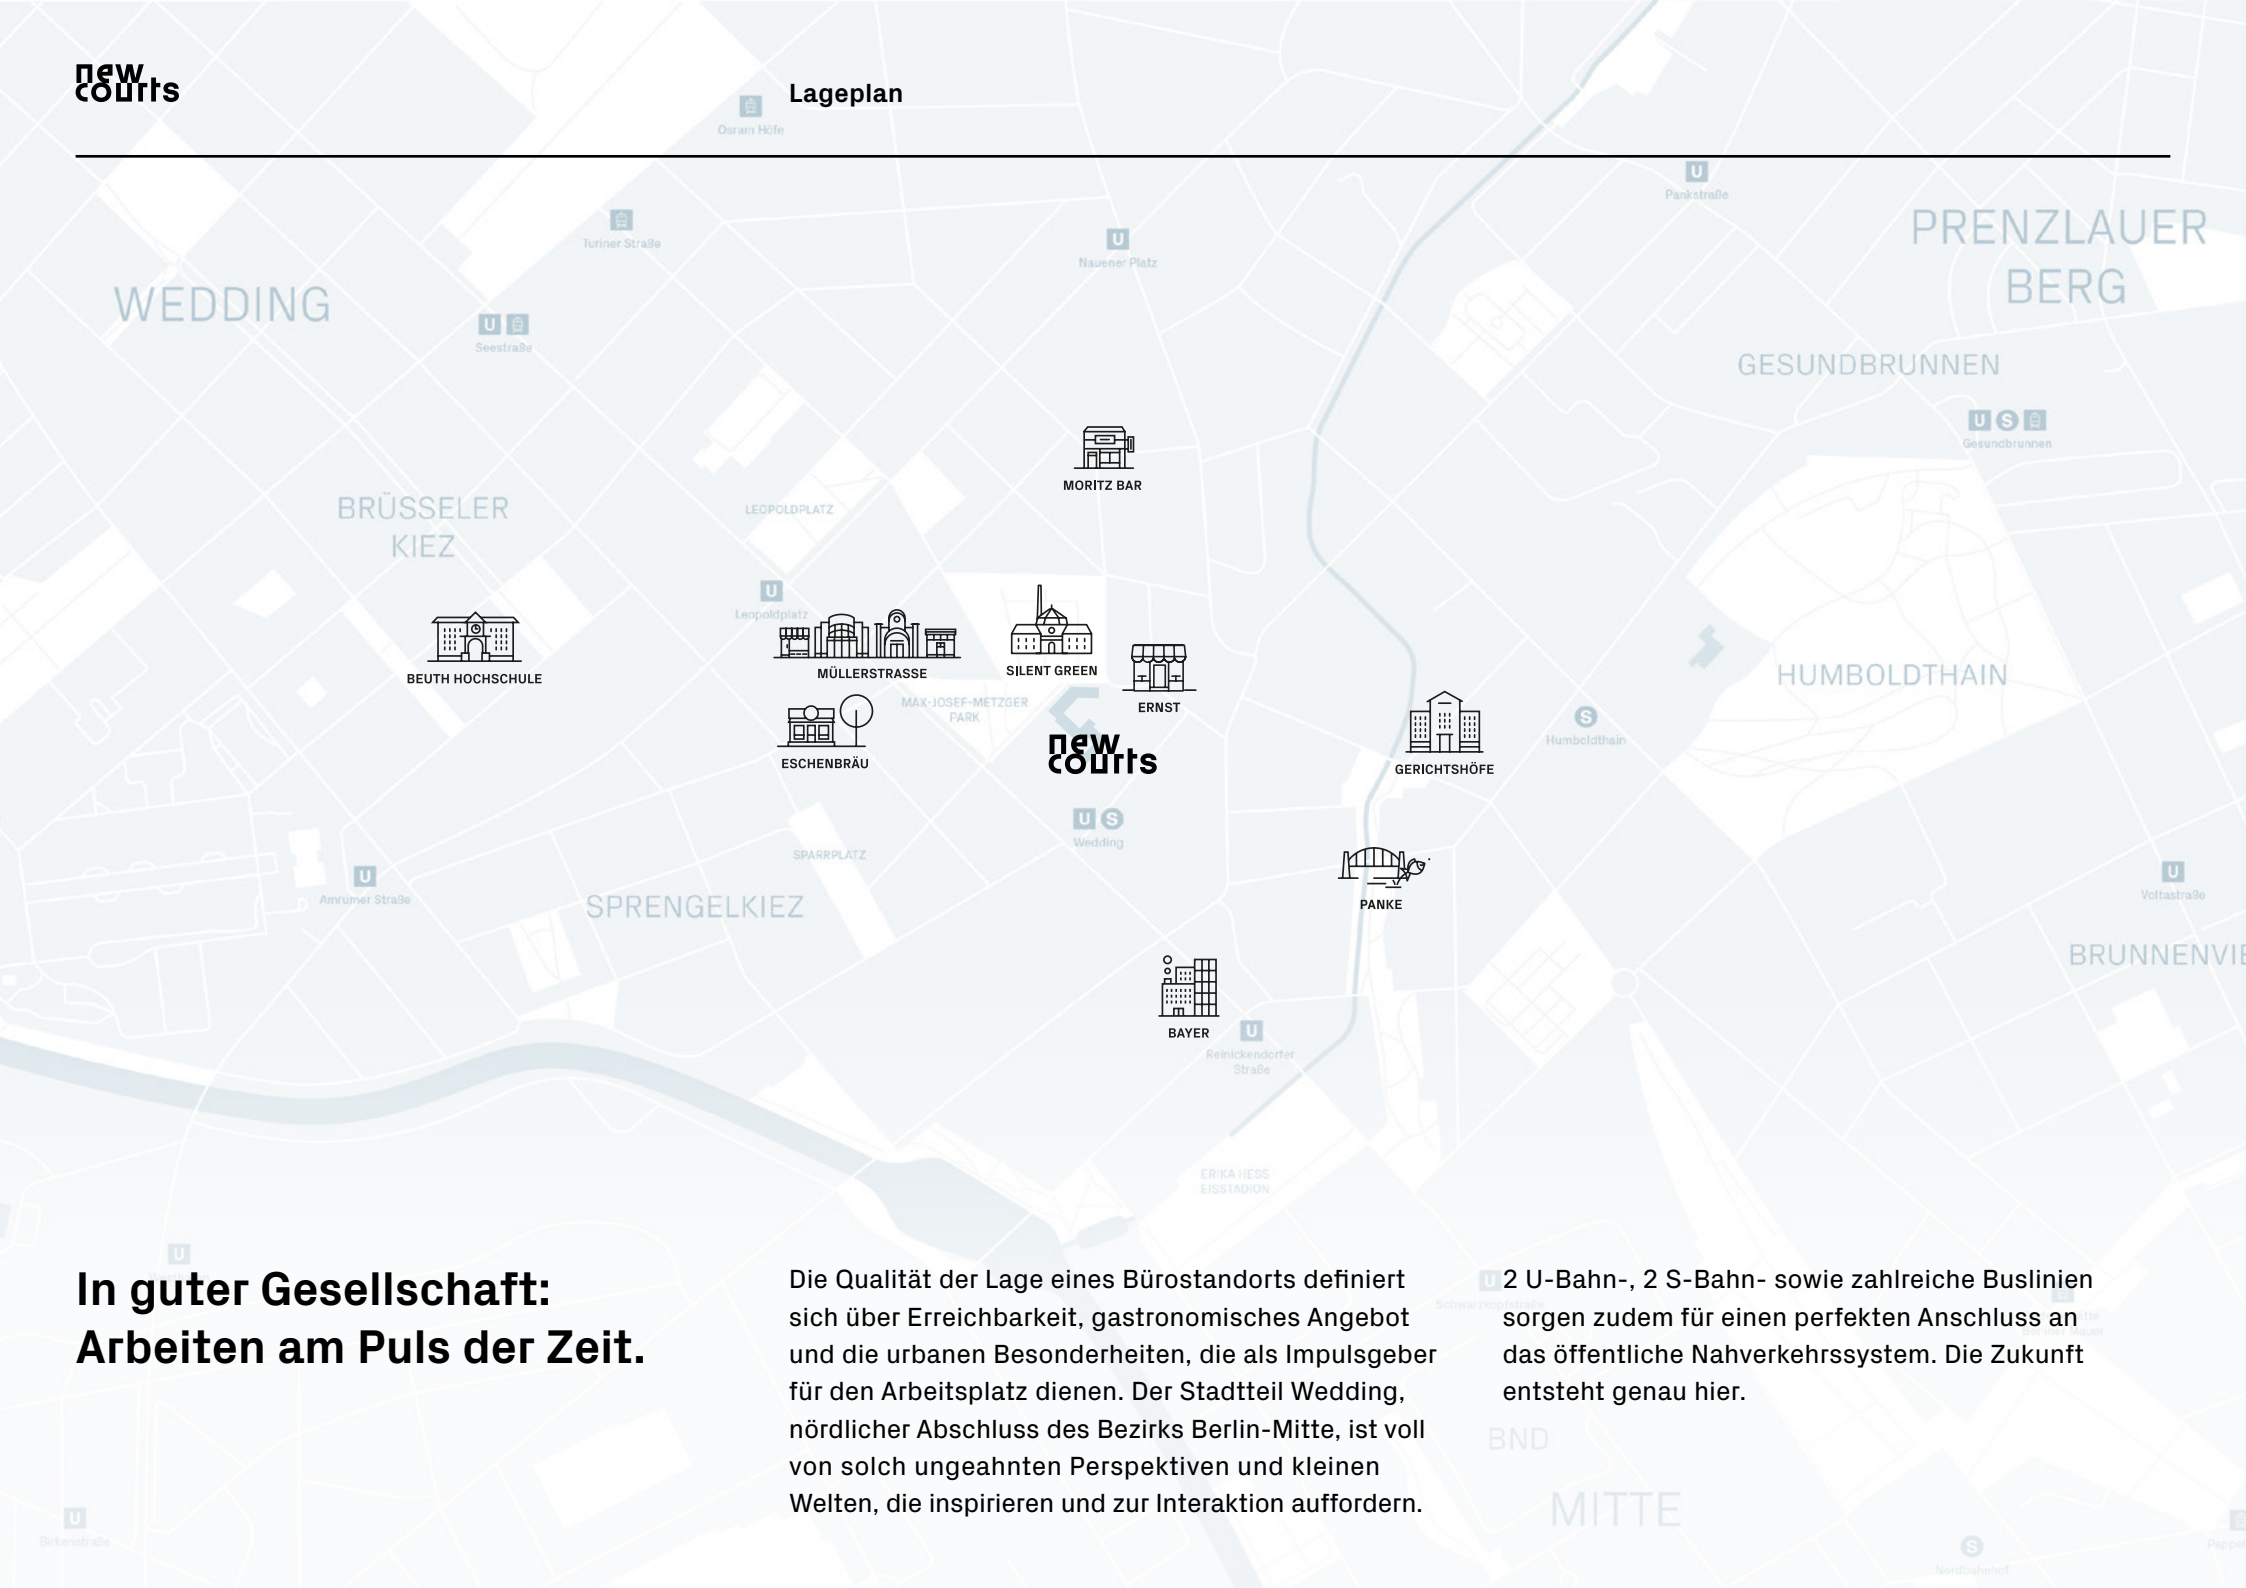 new
courts
Lageplan
Osram Höfe
Pankstraße
Turiner Straße
Nauener Platz
PRENZLAUER
BERG
WEDDING
U
Seestraße
GESUNDBRUNNEN
U S
Gesundbrunnen
MORITZ BAR
BRÜSSELER
KIEZ
LEOPOLDPLATZ
U
Leopoldplatz
BEUTH HOCHSCHULE
MÜLLERSTRASSE
SILENT GREEN
ERNST
HUMBOLDTHAIN
MAX-JOSEF-METZGER
PARK
ESCHENBRÄU
new
courts
S
Humboldthain
GERICHTSHÖFE
U S
Wedding
SPARRPLATZ
U
Amrumer Straße
SPRENGELKIEZ
PANKE
U
Voltastraße
BRUNNENVIE
BAYER
U
Reinickendorfer
Straße
ERIKA HESS
EISSTADION
In guter Gesellschaft:
Arbeiten am Puls der Zeit.
Die Qualität der Lage eines Bürostandorts definiert
sich über Erreichbarkeit, gastronomisches Angebot
und die urbanen Besonderheiten, die als Impulsgeber
für den Arbeitsplatz dienen. Der Stadtteil Wedding,
nördlicher Abschluss des Bezirks Berlin-Mitte, ist voll
von solch ungeahnten Perspektiven und kleinen
Welten, die inspirieren und zur Interaktion auffordern.
2 U-Bahn-, 2 S-Bahn- sowie zahlreiche Buslinien
sorgen zudem für einen perfekten Anschluss an
das öffentliche Nahverkehrssystem. Die Zukunft
entsteht genau hier.
Schwarzkopfstraße
BND
MITTE
U
Birkenstraße
S
Nordbahnhof